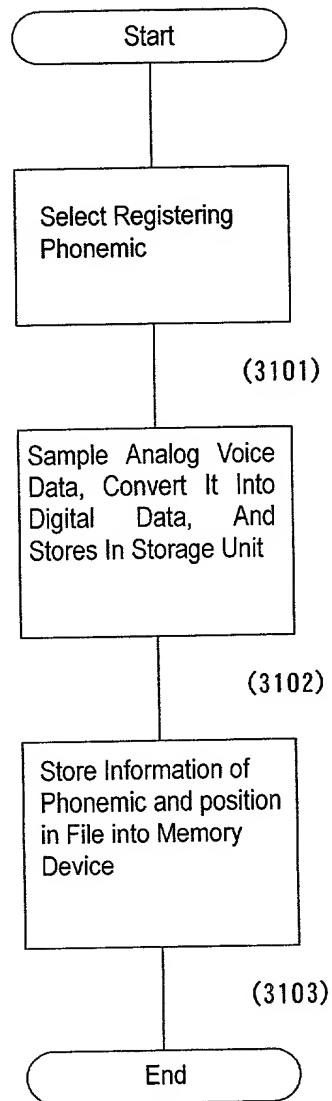 Start
Select Registering
Phonemic
(3101)
Sample Analog Voice
Data, Convert It Into
Digital Data, And
Stores In Storage Unit
(3102)
Store Information of
Phonemic and position
in File into Memory
Device
(3103)
End